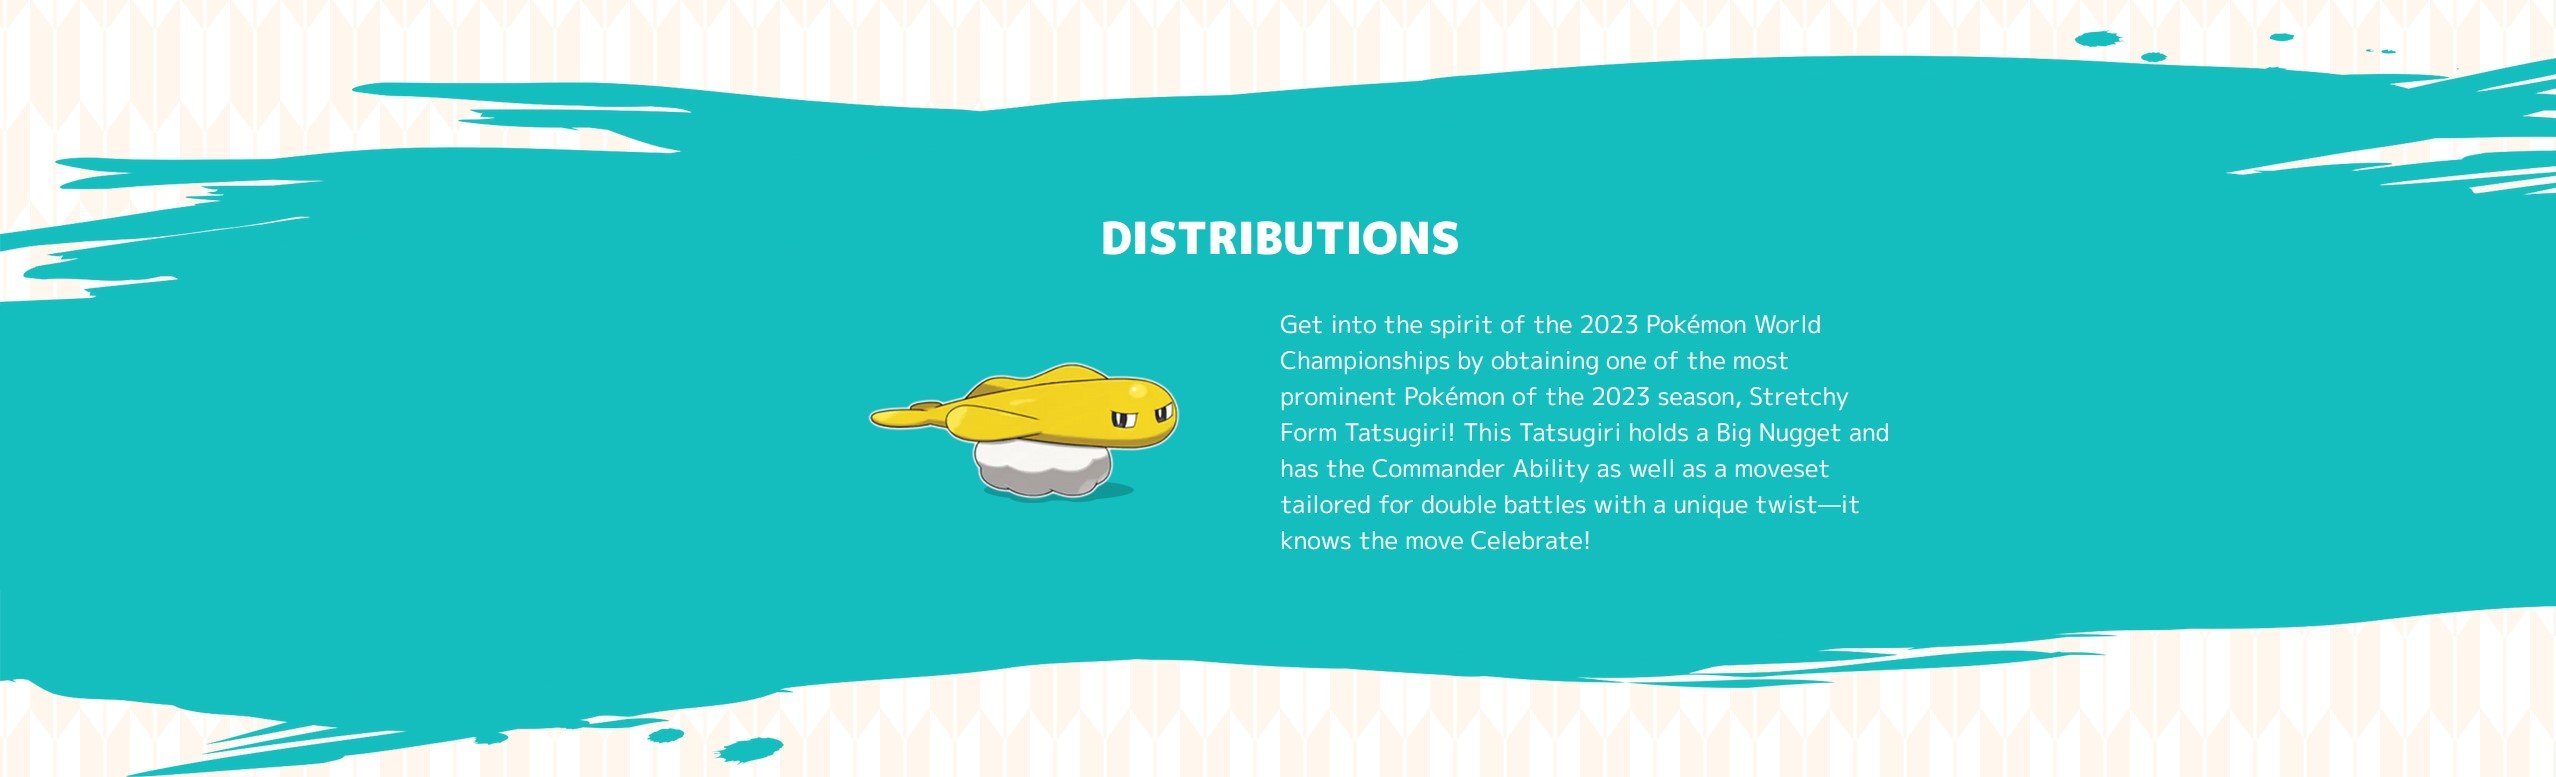 DISTRIBUTIONS
Get into the spirit of the 2023 Pokémon World
Championships by obtaining one of the most
prominent Pokémon of the 2023 season, Stretchy
Form Tatsugiri! This Tatsugiri holds a Big Nugget and
has the Commander Ability as well as a moveset
tailored for double battles with a unique twist—it
knows the move Celebrate!